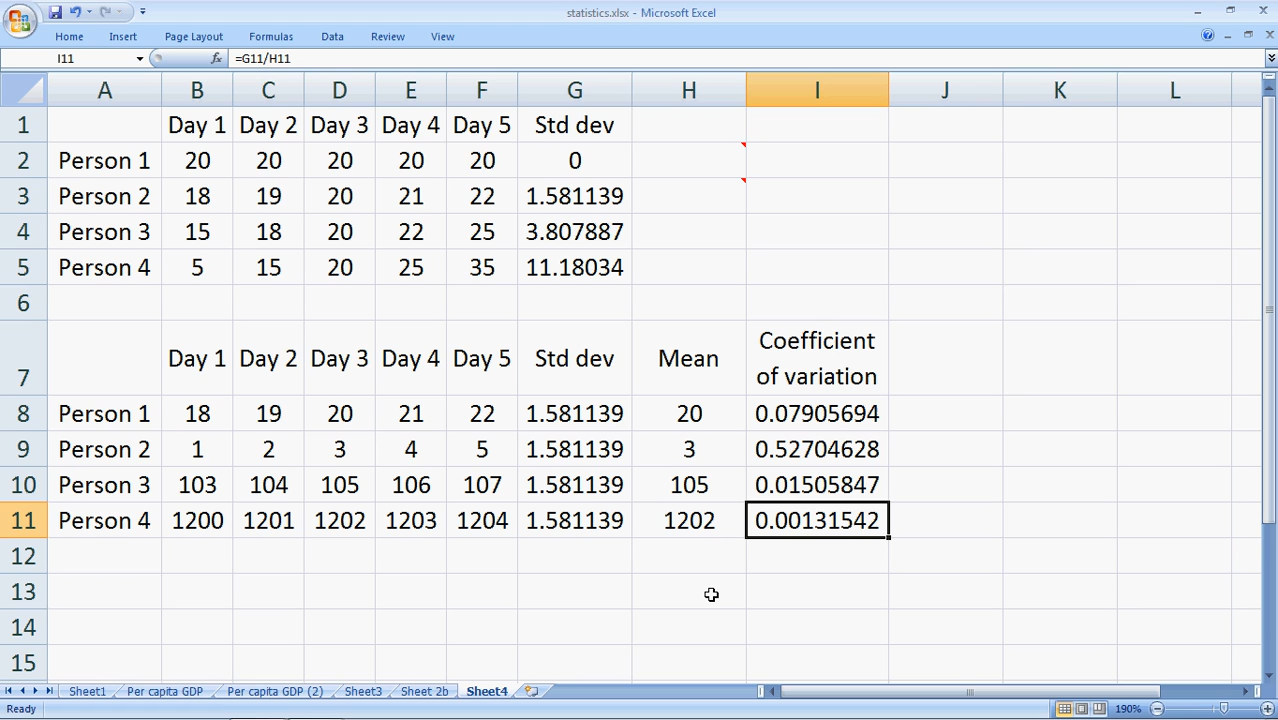 statistics.xlsx - Microsoft Excel
Home Insert Page Layout Formulas Data Review View
I11 fx =G11/H11
A B C D E F G H I J K L
1 Day 1 Day 2 Day 3 Day 4 Day 5 Std dev
2 Person 1 20 20 20 20 20 0
3 Person 2 18 19 20 21 22 1.581139
4 Person 3 15 18 20 22 25 3.807887
5 Person 4 5 15 20 25 35 11.18034
6
Coefficient
7 Day 1 Day 2 Day 3 Day 4 Day 5 Std dev Mean of variation
8 Person 1 18 19 20 21 22 1.581139 20 0.07905694
9 Person 2 1 2 3 4 5 1.581139 3 0.52704628
10 Person 3 103 104 105 106 107 1.581139 105 0.01505847
11 Person 4 1200 1201 1202 1203 1204 1.581139 1202 0.00131542
12
13
14
15
Sheet1 Per capita GDP Per capita GDP (2) Sheet3 Sheet 2b Sheet4
Ready 190%